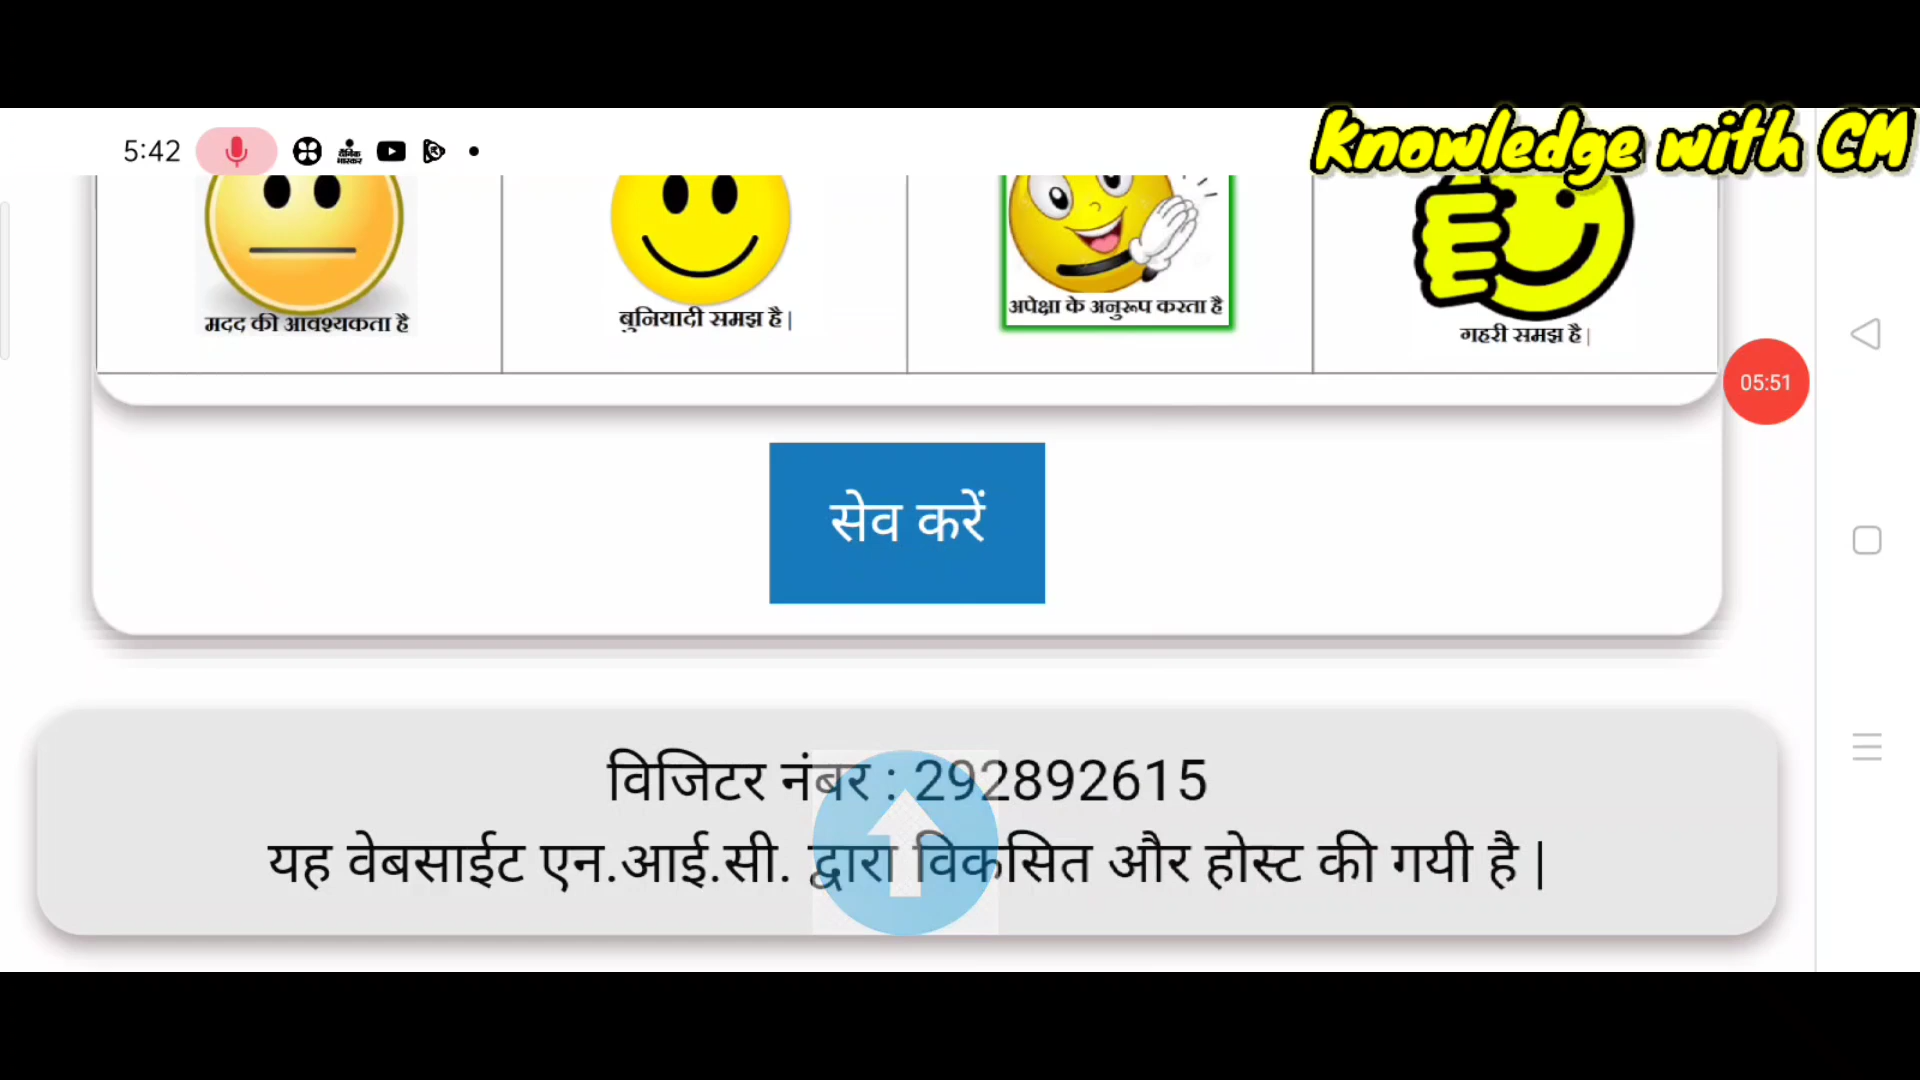 Knowledge with CM
5:42
दैनिक भास्कर
मदद की आवश्यकता है
बुनियादी समझ है |
अपेक्षा के अनुरूप करता है
गहरी समझ है |
05:51
सेव करें
विजिटर नंबर : 292892615
यह वेबसाईट एन.आई.सी. द्वारा विकसित और होस्ट की गयी है |